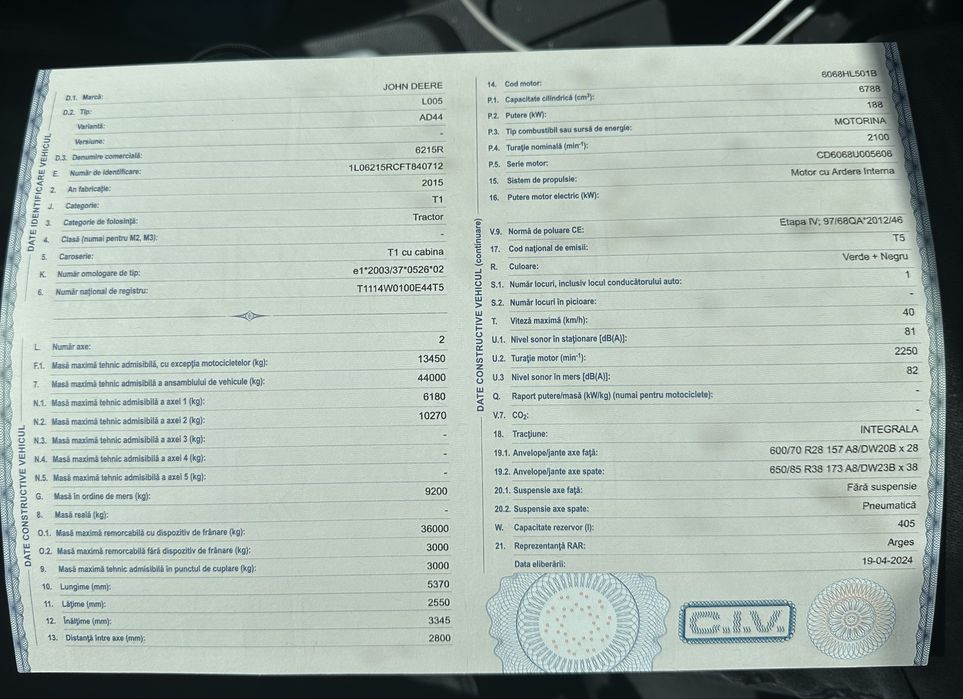 DATE IDENTIFICARE VEHICUL
D.1. Marcă: JOHN DEERE
D.2. Tip: L005
Variantă: AD44
Versiune: -
D.3. Denumire comercială: 6215R
E. Număr de identificare: 1L06215RCFT840712
2. An fabricație: 2015
J. Categorie: T1
3. Categorie de folosință: Tractor
4. Clasă (numai pentru M2, M3): -
5. Caroserie: T1 cu cabina
K. Număr omologare de tip: e1*2003/37*0526*02
6. Număr național de registru: T1114W0100E44T5
DATE CONSTRUCTIVE VEHICUL
L. Număr axe: 2
F.1. Masă maximă tehnic admisibilă, cu excepția motocicletelor (kg): 13450
7. Masă maximă tehnic admisibilă a ansamblului de vehicule (kg): 44000
N.1. Masă maximă tehnic admisibilă a axei 1 (kg): 6180
N.2. Masă maximă tehnic admisibilă a axei 2 (kg): 10270
N.3. Masă maximă tehnic admisibilă a axei 3 (kg): -
N.4. Masă maximă tehnic admisibilă a axei 4 (kg): -
N.5. Masă maximă tehnic admisibilă a axei 5 (kg): -
G. Masă în ordine de mers (kg): 9200
8. Masă reală (kg): -
O.1. Masă maximă remorcabilă cu dispozitiv de frânare (kg): 36000
O.2. Masă maximă remorcabilă fără dispozitiv de frânare (kg): 3000
9. Masă maximă tehnic admisibilă în punctul de cuplare (kg): 3000
10. Lungime (mm): 5370
11. Lățime (mm): 2550
12. Înălțime (mm): 3345
13. Distanță între axe (mm): 2800
DATE CONSTRUCTIVE VEHICUL (continuare)
14. Cod motor: 6068HL501B
P.1. Capacitate cilindrică (cm³): 6788
P.2. Putere (kW): 188
P.3. Tip combustibil sau sursă de energie: MOTORINA
P.4. Turație nominală (min⁻¹): 2100
P.5. Serie motor: CD6068U005606
15. Sistem de propulsie: Motor cu Ardere Interna
16. Putere motor electric (kW):
V.9. Normă de poluare CE: Etapa IV; 97/68QA*2012/46
17. Cod național de emisii: T5
R. Culoare: Verde + Negru
S.1. Număr locuri, inclusiv locul conducătorului auto: 1
S.2. Număr locuri în picioare: -
T. Viteză maximă (km/h): 40
U.1. Nivel sonor în staționare [dB(A)]: 81
U.2. Turație motor (min⁻¹): 2250
U.3 Nivel sonor în mers [dB(A)]: 82
Q. Raport putere/masă (kW/kg) (numai pentru motociclete): -
V.7. CO₂: -
18. Tracțiune: INTEGRALA
19.1. Anvelope/jante axe față: 600/70 R28 157 A8/DW20B x 28
19.2. Anvelope/jante axe spate: 650/85 R38 173 A8/DW23B x 38
20.1. Suspensie axe față: Fără suspensie
20.2. Suspensie axe spate: Pneumatică
W. Capacitate rezervor (l): 405
21. Reprezentanță RAR: Arges
Data eliberării: 19-04-2024
C.I.V.